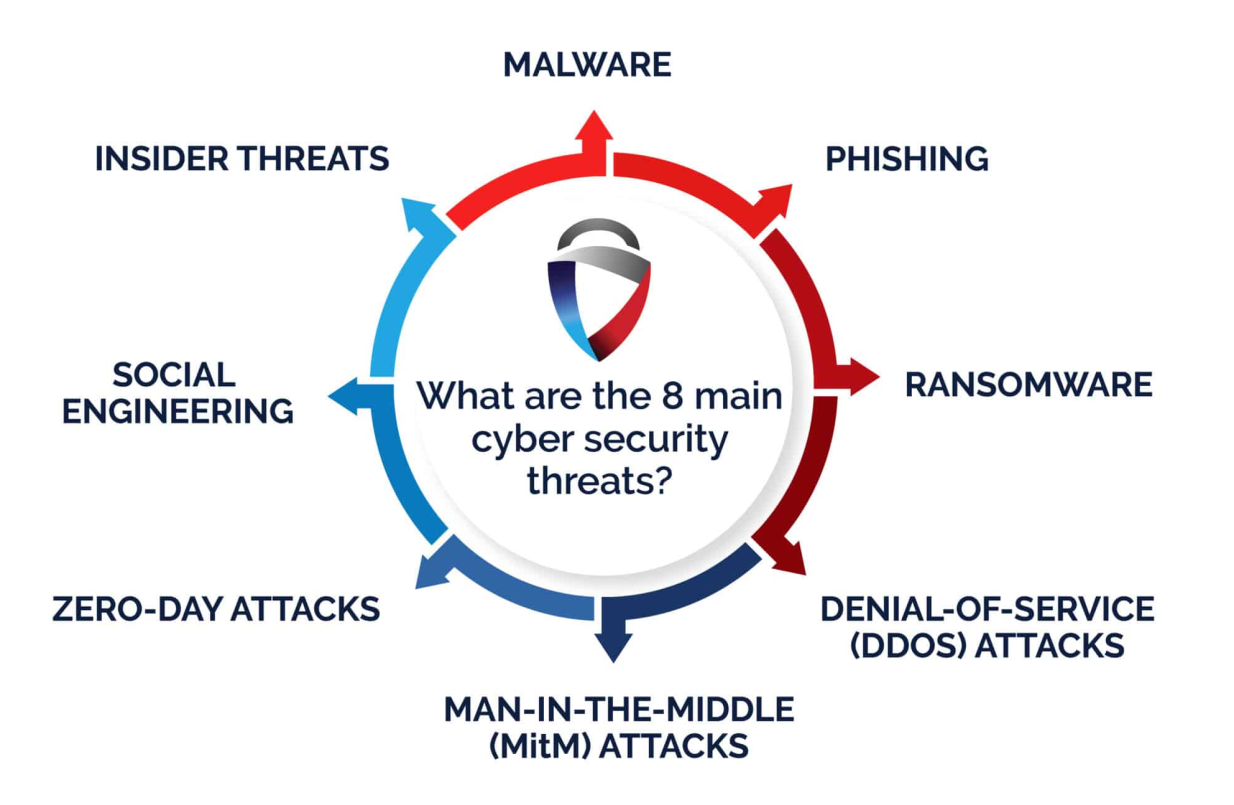 MALWARE
INSIDER THREATS
PHISHING
What are the 8 main
cyber security
threats?
SOCIAL
ENGINEERING
RANSOMWARE
ZERO-DAY ATTACKS
DENIAL-OF-SERVICE
(DDOS) ATTACKS
MAN-IN-THE-MIDDLE
(MitM) ATTACKS